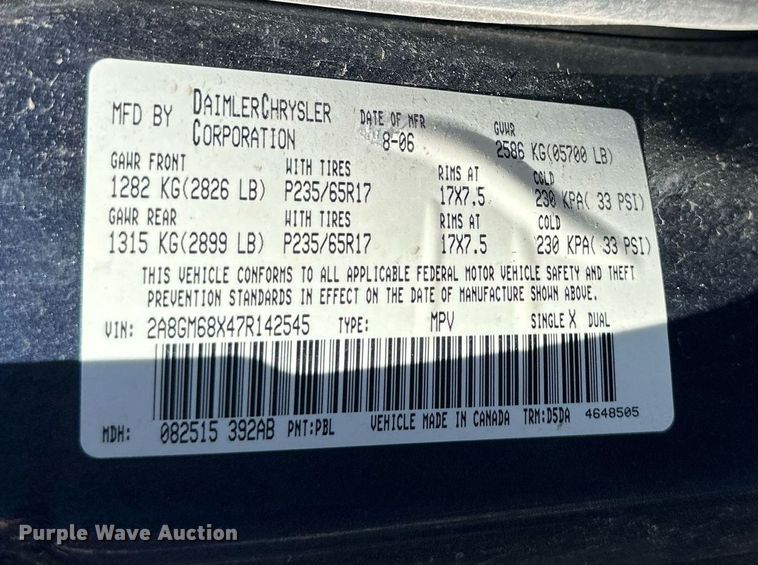 MFD BY DAIMLERCHRYSLER CORPORATION DATE OF MFR 8-06 GVWR 2586 KG(05700 LB)
GAWR FRONT WITH TIRES RIMS AT COLD
1282 KG(2826 LB) P235/65R17 17X7.5 230 KPA( 33 PSI)
GAWR REAR WITH TIRES RIMS AT COLD
1315 KG(2899 LB) P235/65R17 17X7.5 230 KPA( 33 PSI)
THIS VEHICLE CONFORMS TO ALL APPLICABLE FEDERAL MOTOR VEHICLE SAFETY AND THEFT
PREVENTION STANDARDS IN EFFECT ON THE DATE OF MANUFACTURE SHOWN ABOVE.
VIN: 2A8GM68X47R142545 TYPE: MPV SINGLE X DUAL
MDH: 082515 392AB PNT:PBL VEHICLE MADE IN CANADA TRM:D5DA 4648505
Purple Wave Auction